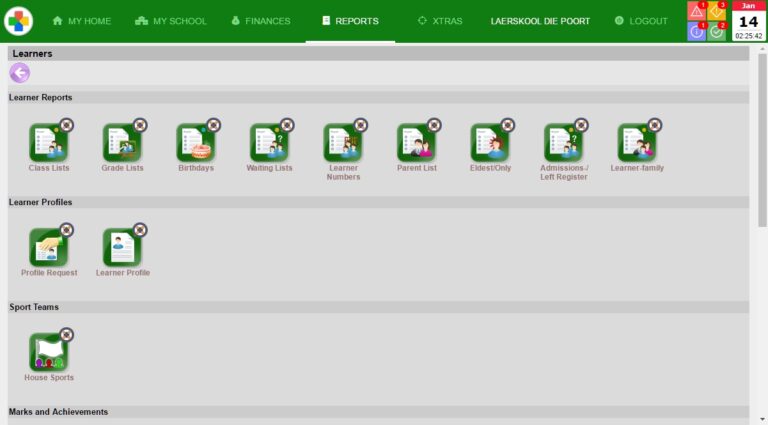 MY HOME MY SCHOOL FINANCES REPORTS XTRAS LAERSKOOL DIE POORT LOGOUT
1 3
1 2
Jan
14
02:25:42
Learners
Learner Reports
Class Lists Grade Lists Birthdays Waiting Lists Learner Numbers Parent List Eldest/Only Admissions-/ Left Register Learner-family
Learner Profiles
Profile Request Learner Profile
Sport Teams
House Sports
Marks and Achievements